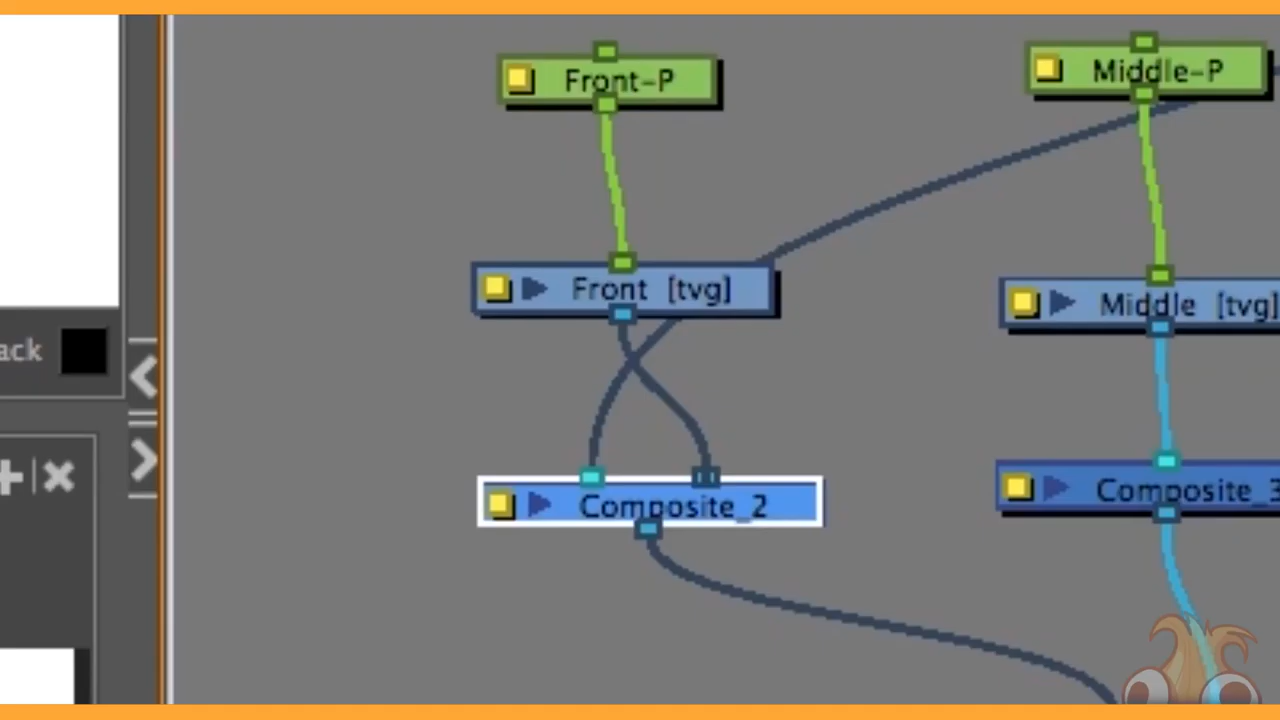 Front-P
Middle-P
Front [tvg]
Middle [tvg]
ack
Composite_2
Composite_3